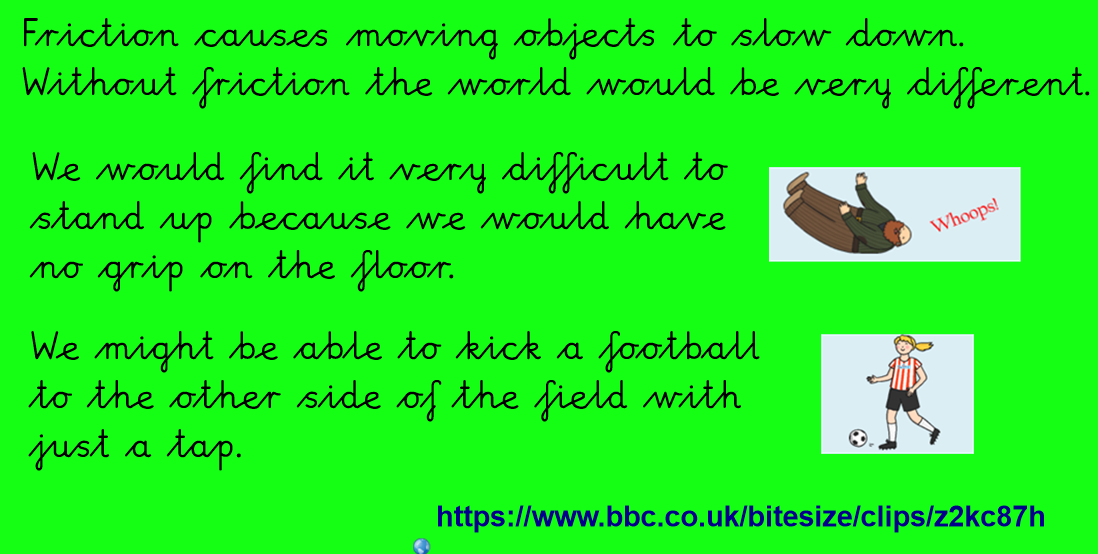 Friction causes moving objects to slow down.
Without friction the world would be very different.
We would find it very difficult to
stand up because we would have
no grip on the floor.
Whoops!
We might be able to kick a football
to the other side of the field with
just a tap.
https://www.bbc.co.uk/bitesize/clips/z2kc87h